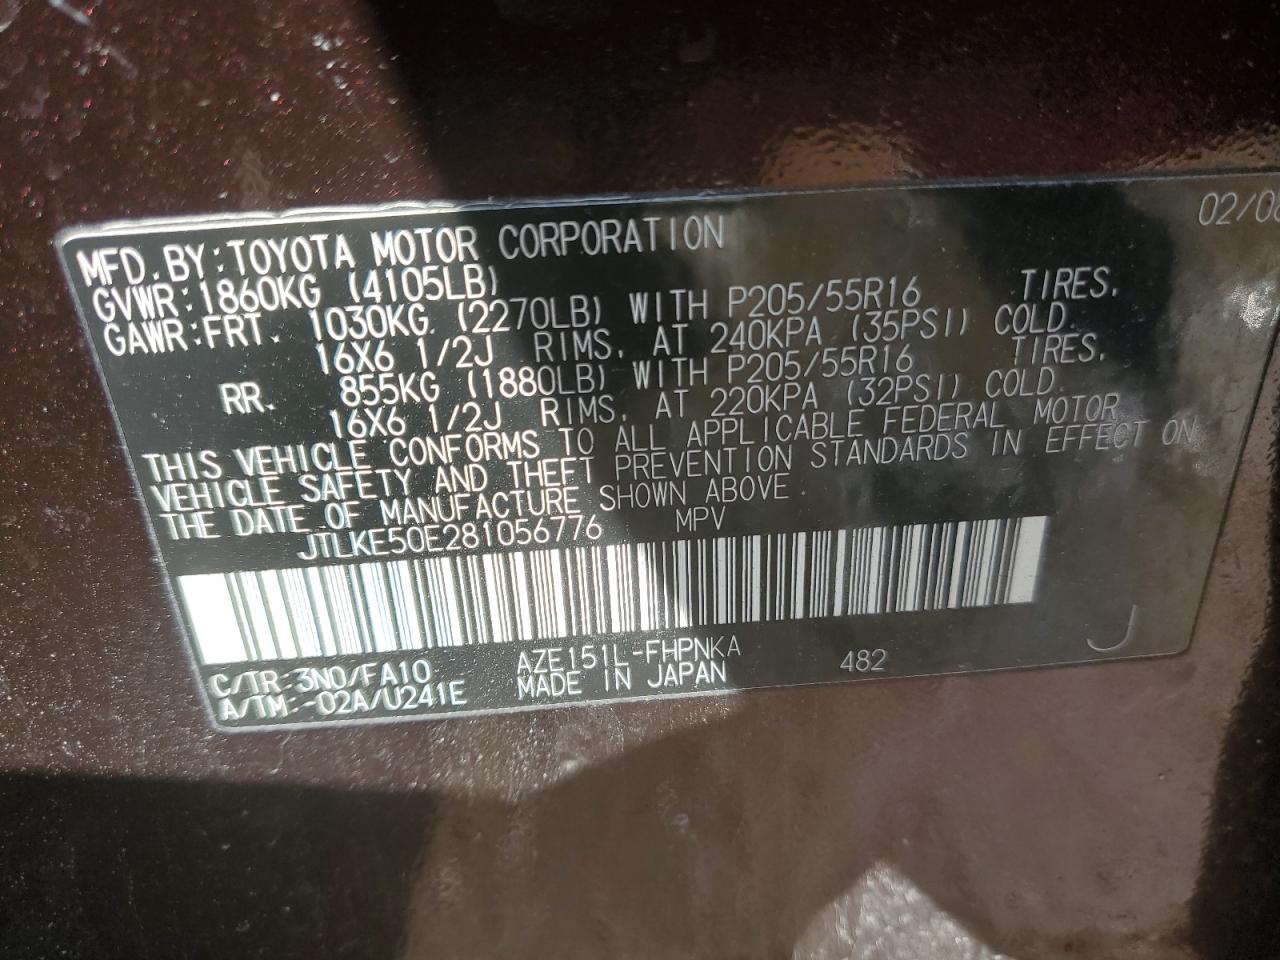 02/0
MFD. BY: TOYOTA MOTOR CORPORATION
GVWR: 1860KG (4105LB)
GAWR: FRT. 1030KG (2270LB) WITH P205/55R16 TIRES,
16X6 1/2J RIMS, AT 240KPA (35PSI) COLD.
RR. 855KG (1880LB) WITH P205/55R16 TIRES,
16X6 1/2J RIMS, AT 220KPA (32PSI) COLD.
THIS VEHICLE CONFORMS TO ALL APPLICABLE FEDERAL MOTOR
VEHICLE SAFETY AND THEFT PREVENTION STANDARDS IN EFFECT ON
THE DATE OF MANUFACTURE SHOWN ABOVE.
JTLKE50E281056776 MPV
C/TR: 3N0/FA10 AZE151L-FHPNKA 482 J
A/TM: -02A/U241E MADE IN JAPAN